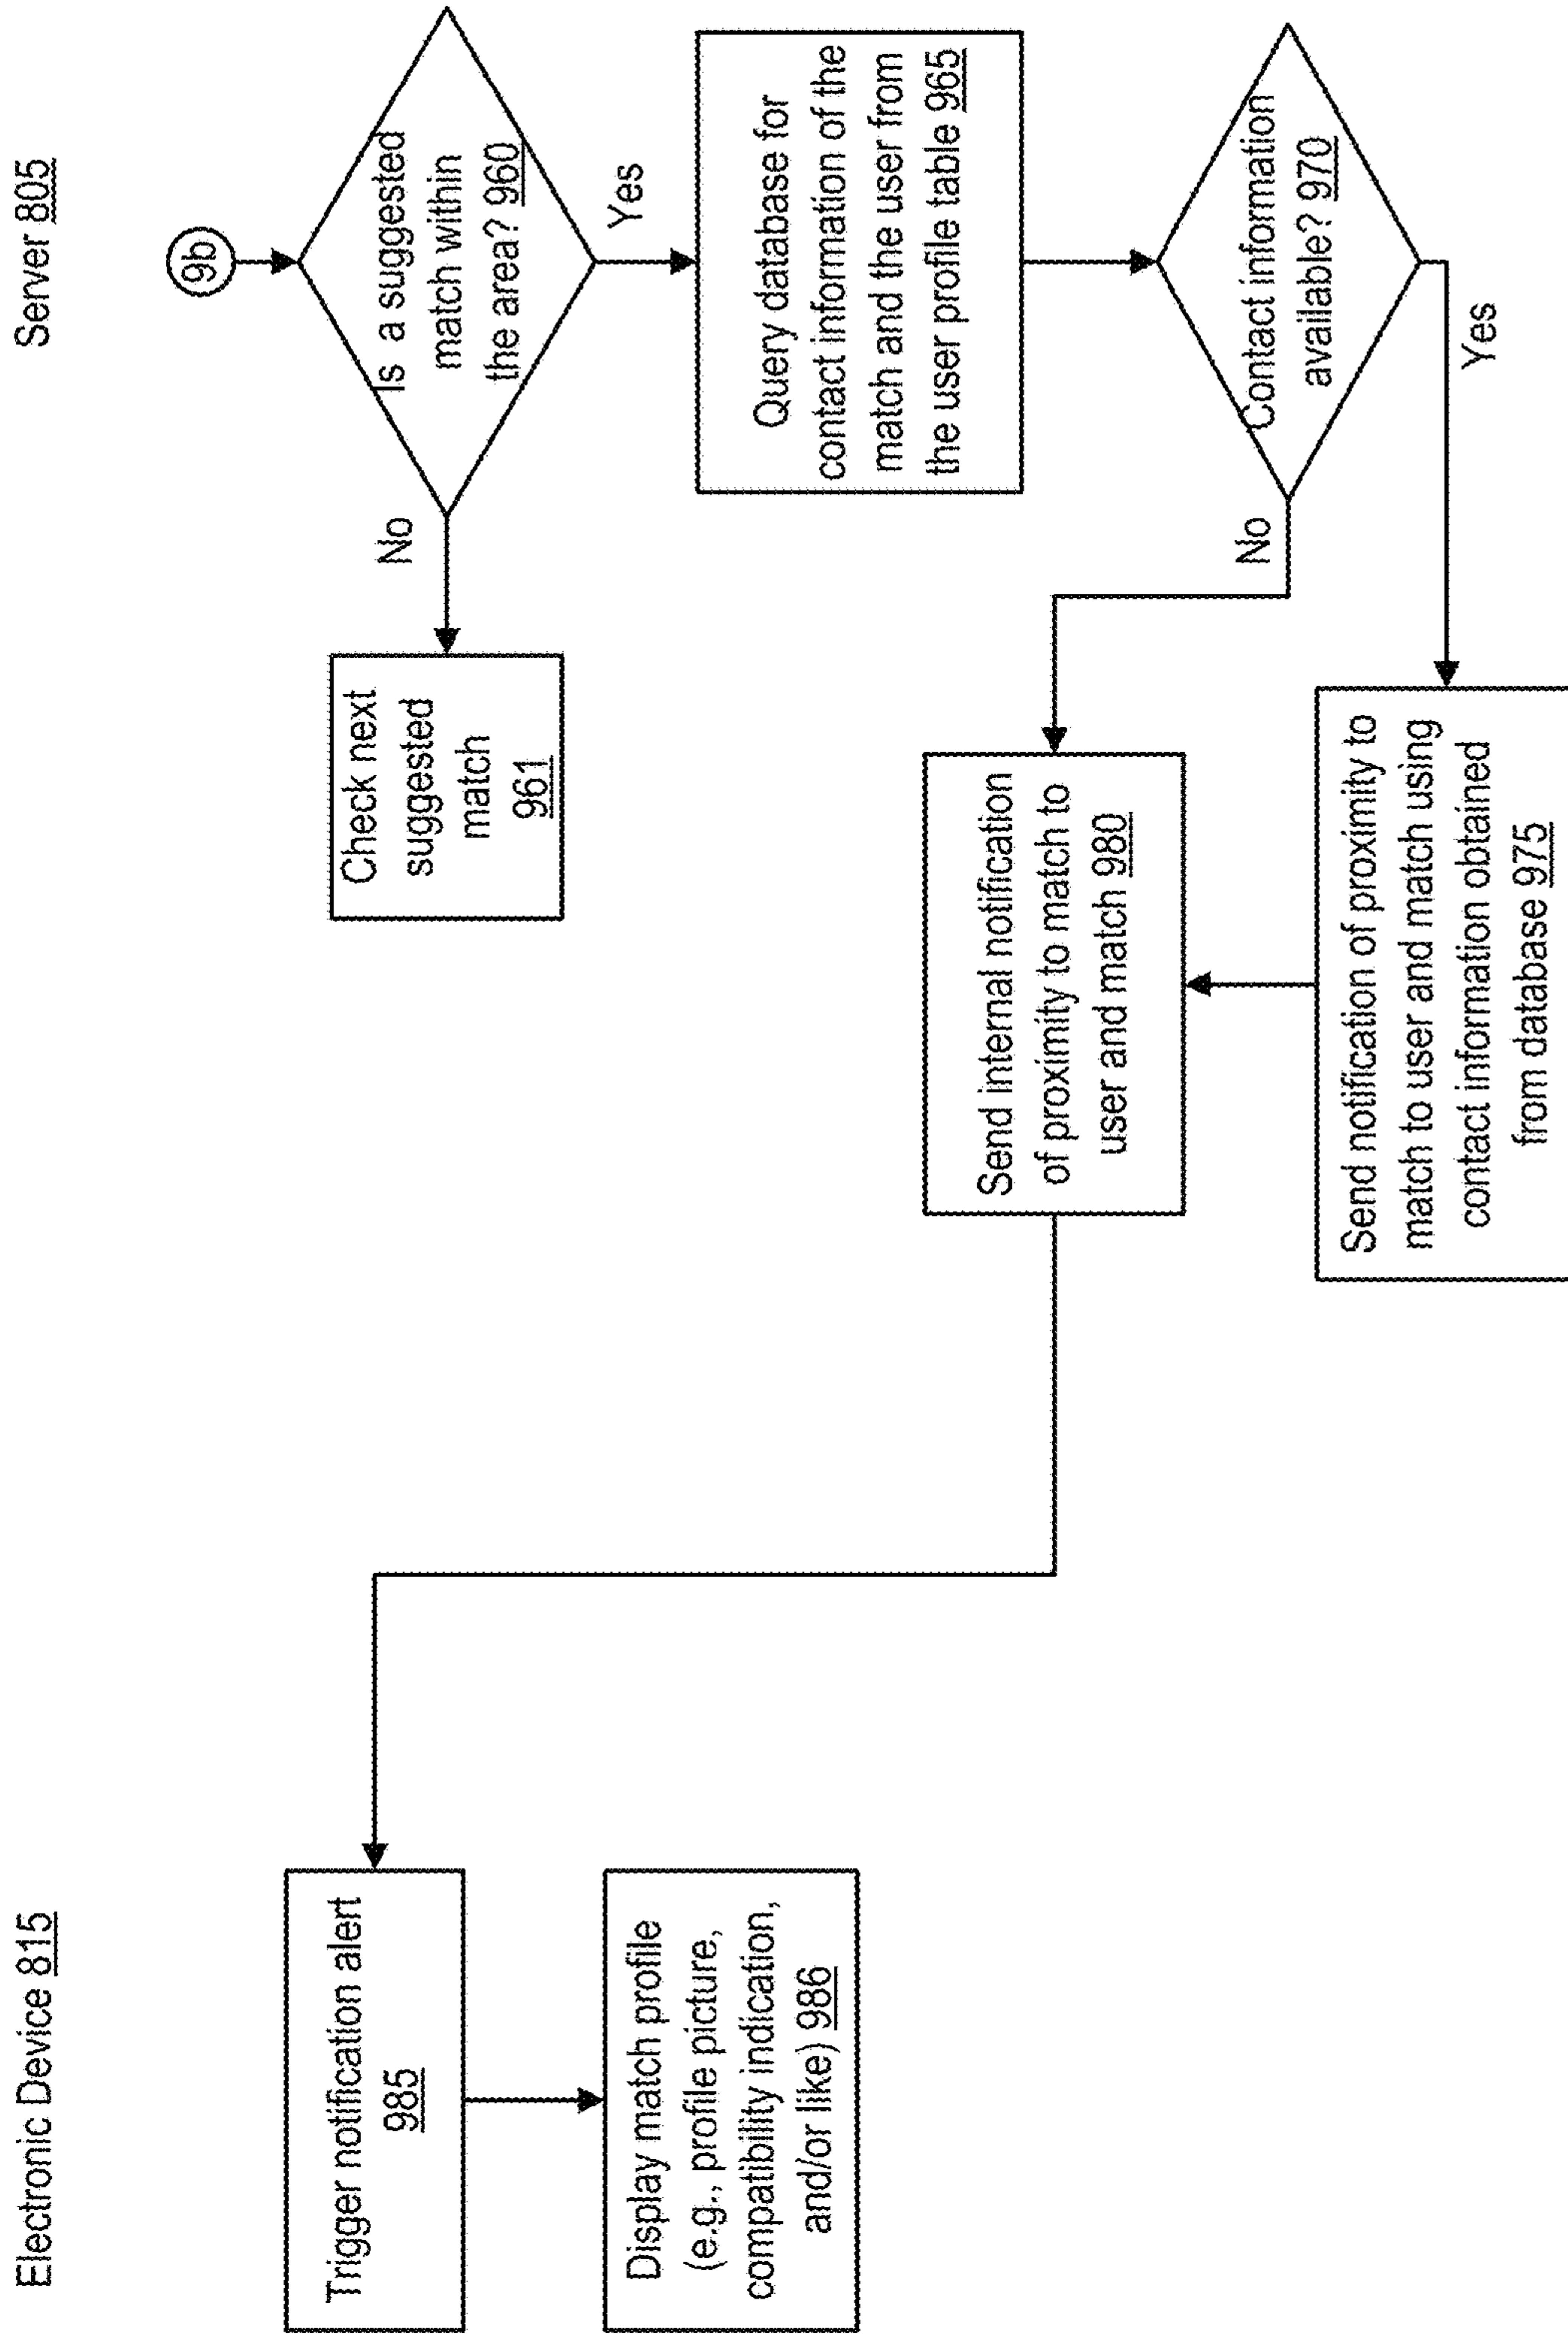 Electronic Device 815
Server 805
9b
Is a suggested
match within
the area? 960
No
Yes
Check next
suggested
match
961
Query database for
contact information of the
match and the user from
the user profile table 965
Contact information
available? 970
No
Yes
Send internal notification
of proximity to match to
user and match 980
Send notification of proximity to
match to user and match using
contact information obtained
from database 975
Trigger notification alert
985
Display match profile
(e.g., profile picture,
compatibility indication,
and/or like) 986